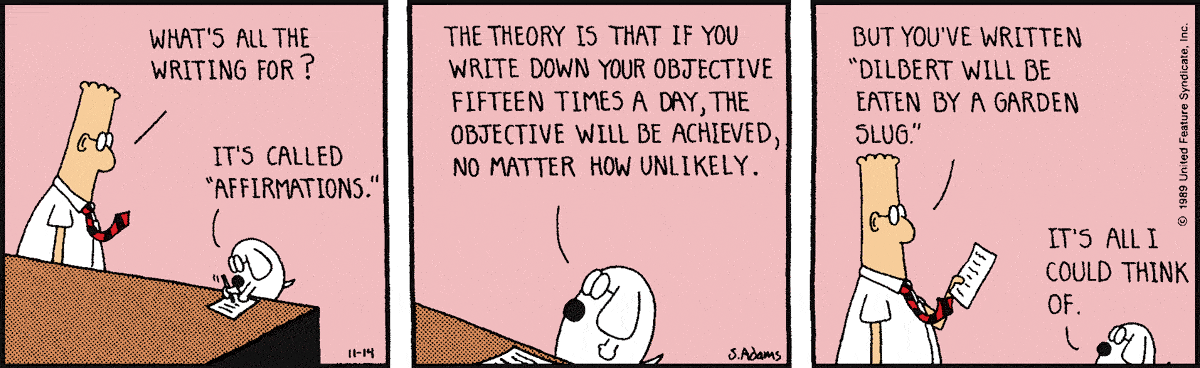 WHAT'S ALL THE
WRITING FOR?
IT'S CALLED
"AFFIRMATIONS."
11-14
THE THEORY IS THAT IF YOU
WRITE DOWN YOUR OBJECTIVE
FIFTEEN TIMES A DAY, THE
OBJECTIVE WILL BE ACHIEVED,
NO MATTER HOW UNLIKELY.
S.Adams
BUT YOU'VE WRITTEN
"DILBERT WILL BE
EATEN BY A GARDEN
SLUG."
IT'S ALL I
COULD THINK
OF.
© 1989 United Feature Syndicate, Inc.